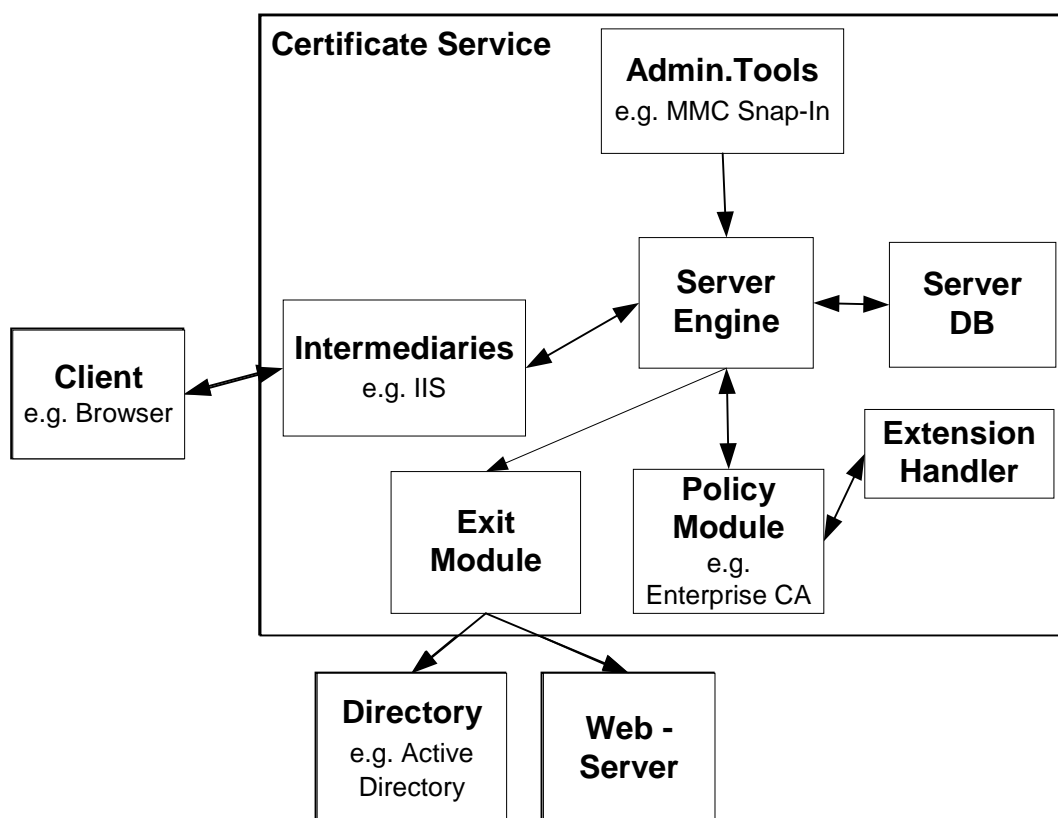 Certificate Service
Admin.Tools
e.g. MMC Snap-In
Server
Engine
Server
DB
Intermediaries
e.g. IIS
Client
e.g. Browser
Extension
Handler
Policy
Module
e.g.
Enterprise CA
Exit
Module
Directory
e.g. Active
Directory
Web -
Server